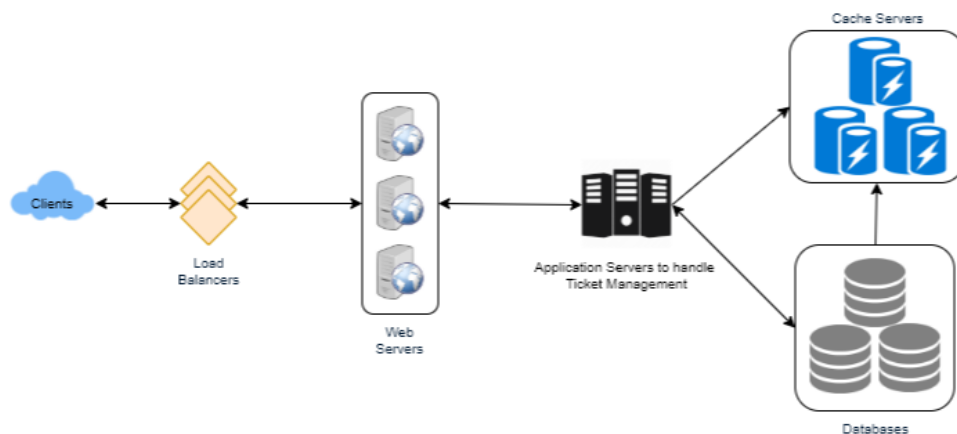 Cache Servers
Clients
Load
Balancers
Web
Servers
Application Servers to handle
Ticket Management
Databases